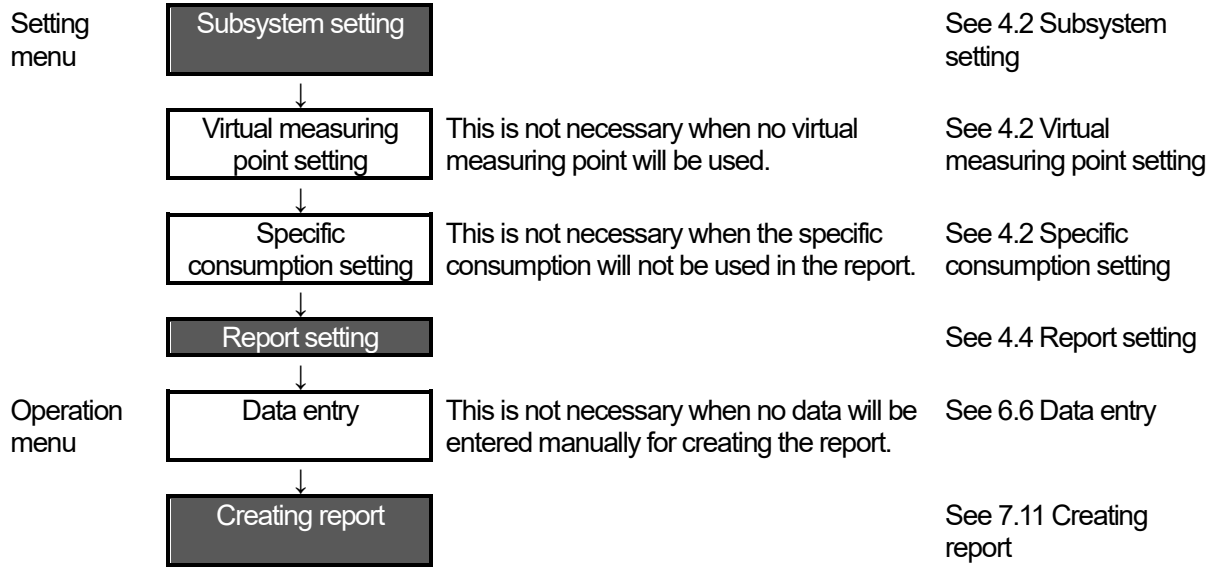 Setting
menu
Subsystem setting
See 4.2 Subsystem
setting
↓
Virtual measuring
point setting
This is not necessary when no virtual
measuring point will be used.
See 4.2 Virtual
measuring point setting
↓
Specific
consumption setting
This is not necessary when the specific
consumption will not be used in the report.
See 4.2 Specific
consumption setting
↓
Report setting
See 4.4 Report setting
↓
Operation
menu
Data entry
This is not necessary when no data will be
entered manually for creating the report.
See 6.6 Data entry
↓
Creating report
See 7.11 Creating
report